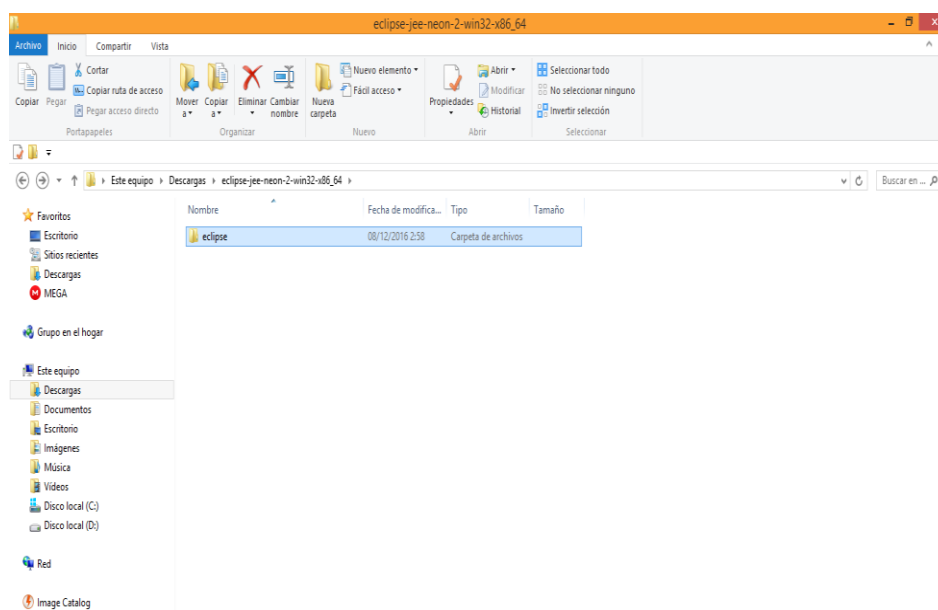 eclipse-jee-neon-2-win32-x86_64
Archivo Inicio Compartir Vista
Copiar
Pegar
Cortar
Copiar ruta de acceso
Pegar acceso directo
Portapapeles
Mover a
Copiar a
Eliminar
Cambiar nombre
Organizar
Nueva carpeta
Nuevo elemento
Fácil acceso
Nuevo
Propiedades
Abrir
Modificar
Historial
Abrir
Seleccionar todo
No seleccionar ninguno
Invertir selección
Seleccionar
Este equipo Descargas eclipse-jee-neon-2-win32-x86_64
Buscar en ...
Favoritos
Escritorio
Sitios recientes
Descargas
MEGA
Grupo en el hogar
Este equipo
Descargas
Documentos
Escritorio
Imágenes
Música
Vídeos
Disco local (C:)
Disco local (D:)
Red
Image Catalog
Nombre Fecha de modifica... Tipo Tamaño
eclipse 08/12/2016 2:58 Carpeta de archivos